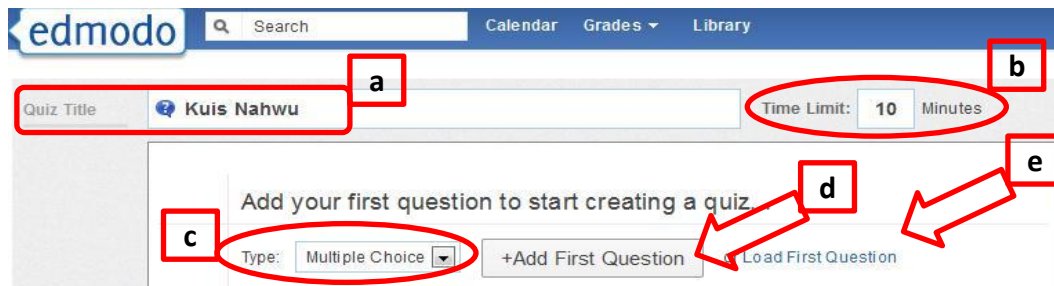 edmodo Search Calendar Grades Library
a
b
Quiz Title Kuis Nahwu Time Limit: 10 Minutes
e
d
Add your first question to start creating a quiz...
c
Type: Multiple Choice +Add First Question Load First Question